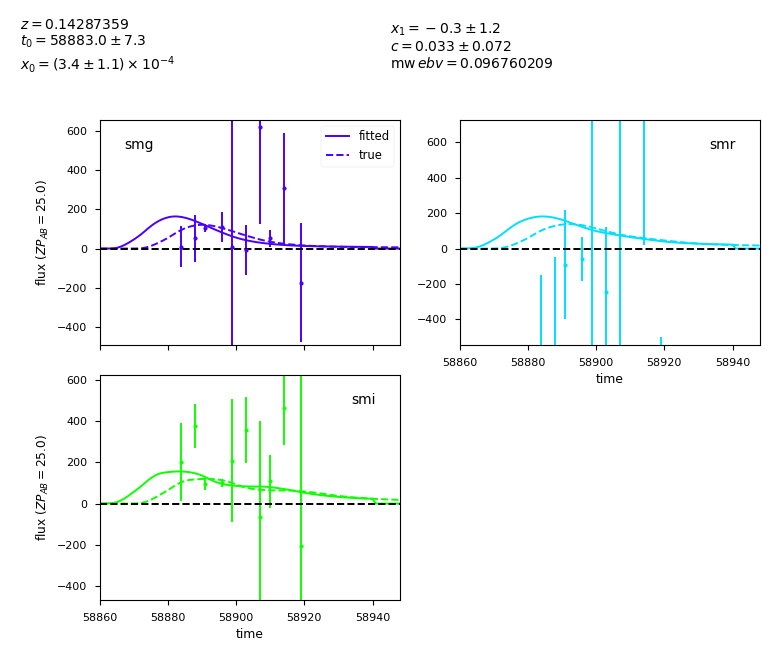 z = 0.14287359
t₀ = 58883.0 ± 7.3
x₀ = (3.4 ± 1.1) × 10⁻⁴
x₁ = −0.3 ± 1.2
c = 0.033 ± 0.072
mw ebv = 0.096760209
600
400
200
0
−200
−400
flux (ZP_AB = 25.0)
smg
fitted
true
600
400
200
0
−200
−400
smr
58860
58880
58900
58920
58940
time
600
400
200
0
−200
−400
flux (ZP_AB = 25.0)
smi
58860
58880
58900
58920
58940
time